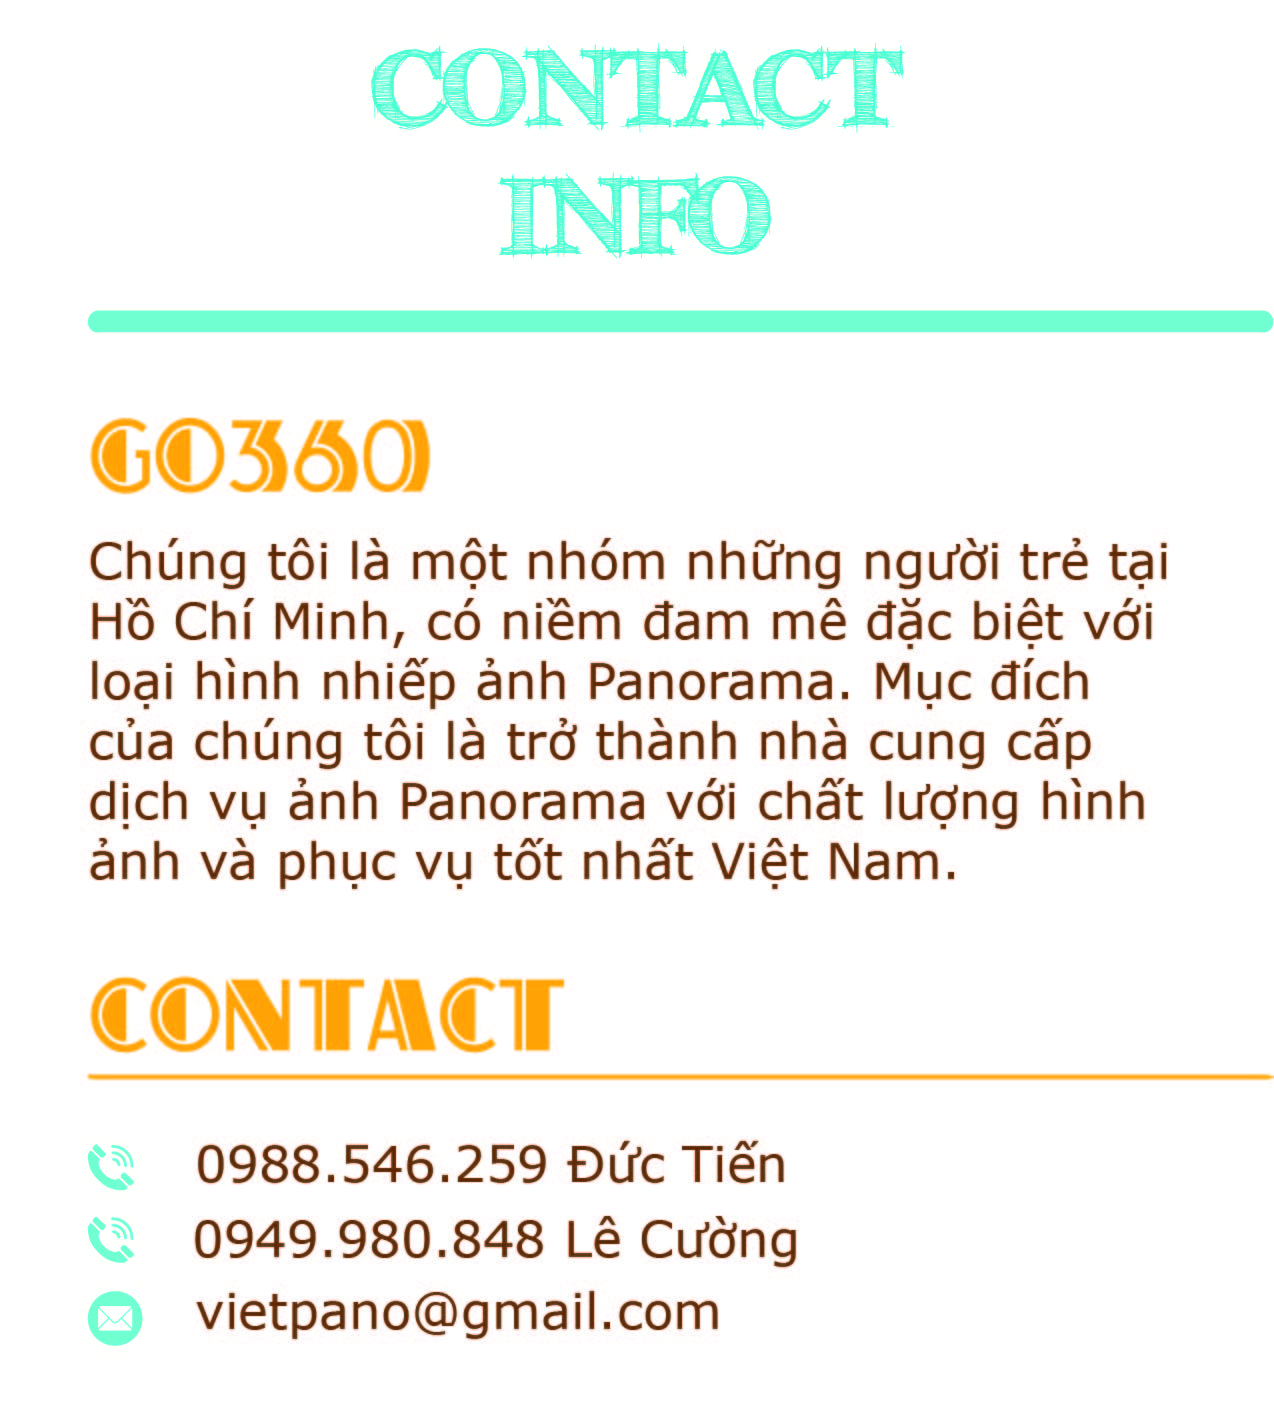 CONTACT
INFO
GO360
Chúng tôi là một nhóm những người trẻ tại
Hồ Chí Minh, có niềm đam mê đặc biệt với
loại hình nhiếp ảnh Panorama. Mục đích
của chúng tôi là trở thành nhà cung cấp
dịch vụ ảnh Panorama với chất lượng hình
ảnh và phục vụ tốt nhất Việt Nam.
CONTACT
0988.546.259 Đức Tiến
0949.980.848 Lê Cường
vietpano@gmail.com